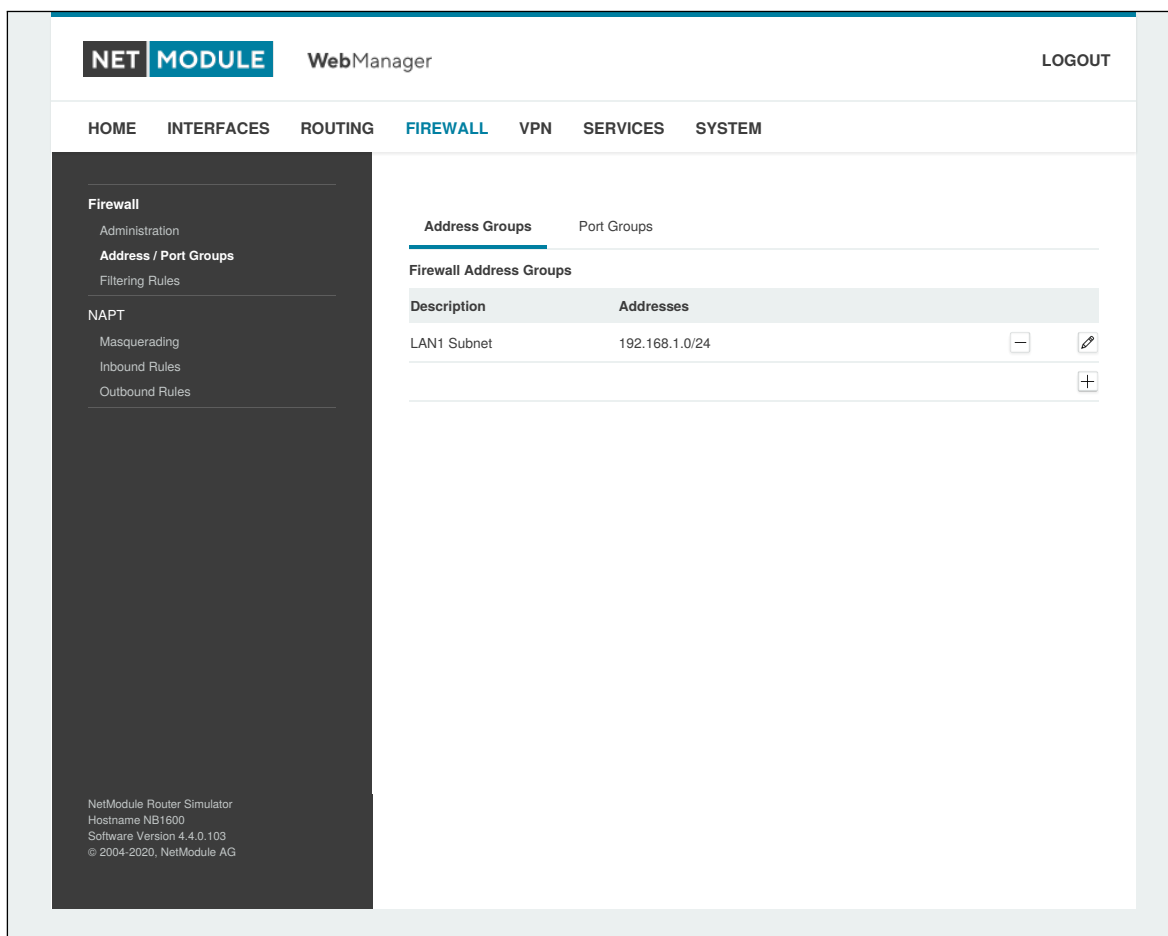 NET MODULE WebManager LOGOUT
HOME INTERFACES ROUTING FIREWALL VPN SERVICES SYSTEM
Firewall
Administration
Address / Port Groups
Filtering Rules
NAPT
Masquerading
Inbound Rules
Outbound Rules
NetModule Router Simulator
Hostname NB1600
Software Version 4.4.0.103
© 2004-2020, NetModule AG
Address Groups Port Groups
Firewall Address Groups
Description Addresses
LAN1 Subnet 192.168.1.0/24